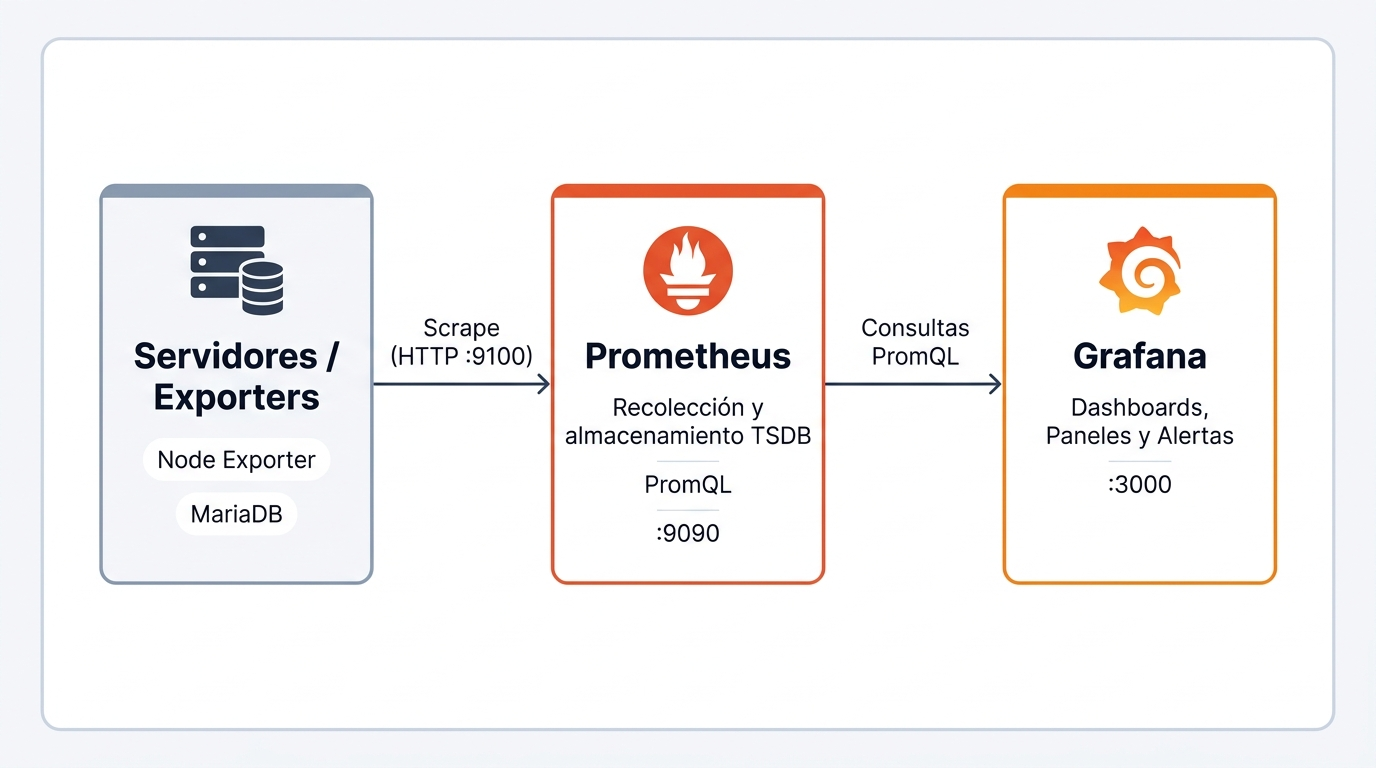 Servidores /
Exporters
Node Exporter
MariaDB
Scrape
(HTTP :9100)
Prometheus
Recolección y
almacenamiento TSDB
PromQL
:9090
Consultas
PromQL
Grafana
Dashboards,
Paneles y Alertas
:3000